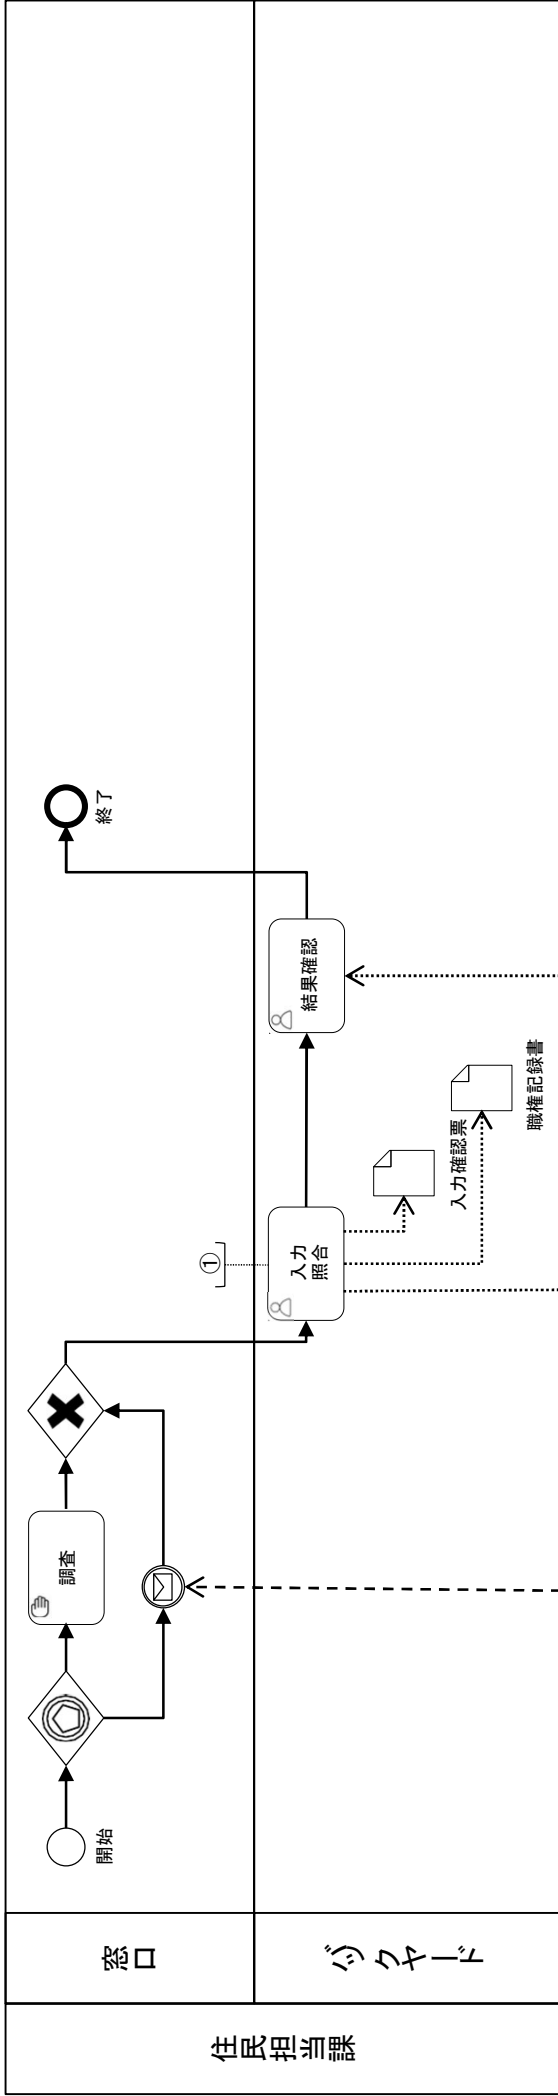 住民担当課
窓口
バックヤード
開始
調査
①
入力
照合
入力確認票
職権記録書
結果確認
終了